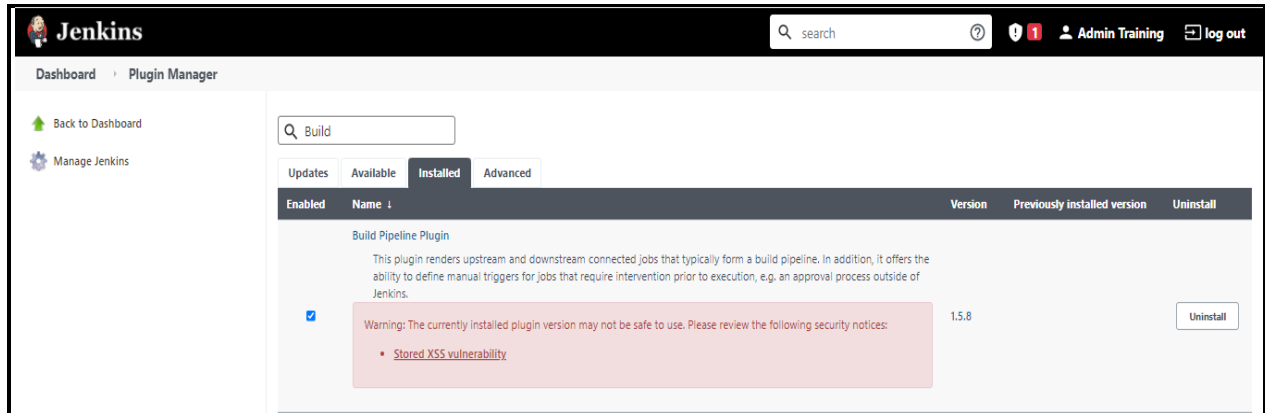 Jenkins
search
1
Admin Training
log out
Dashboard
Plugin Manager
Back to Dashboard
Manage Jenkins
Build
Updates
Available
Installed
Advanced
Enabled
Name ↓
Version
Previously installed version
Uninstall
Build Pipeline Plugin
This plugin renders upstream and downstream connected jobs that typically form a build pipeline. In addition, it offers the
ability to define manual triggers for jobs that require intervention prior to execution, e.g. an approval process outside of
Jenkins.
Warning: The currently installed plugin version may not be safe to use. Please review the following security notices:
• Stored XSS vulnerability
1.5.8
Uninstall